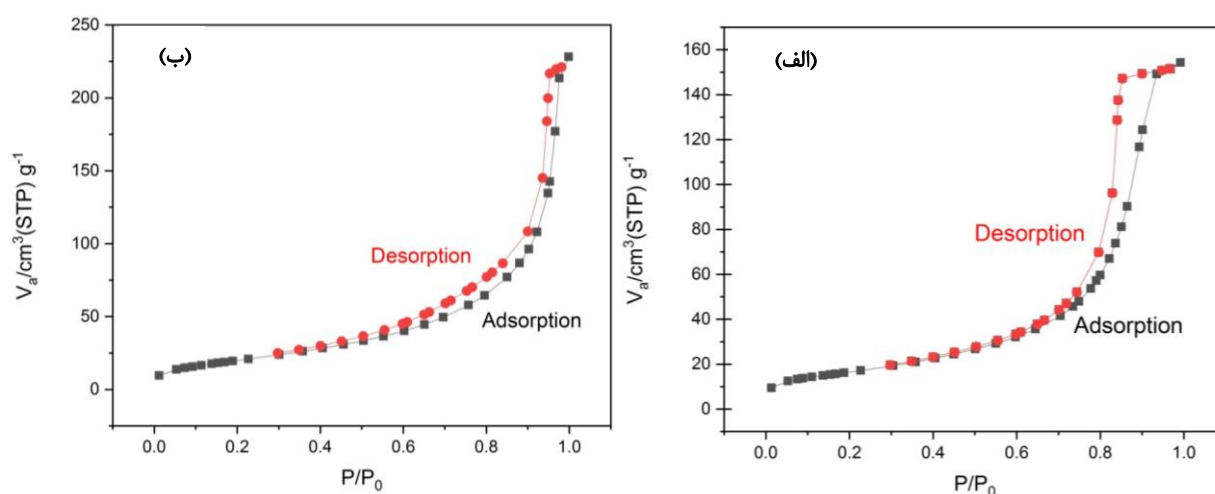 (ب)
250
200
150
100
50
0
Vₐ/cm³(STP) g⁻¹
Desorption
Adsorption
0.0 0.2 0.4 0.6 0.8 1.0
P/P₀
(الف)
160
140
120
100
80
60
40
20
0
Vₐ/cm³(STP) g⁻¹
Desorption
Adsorption
0.0 0.2 0.4 0.6 0.8 1.0
P/P₀